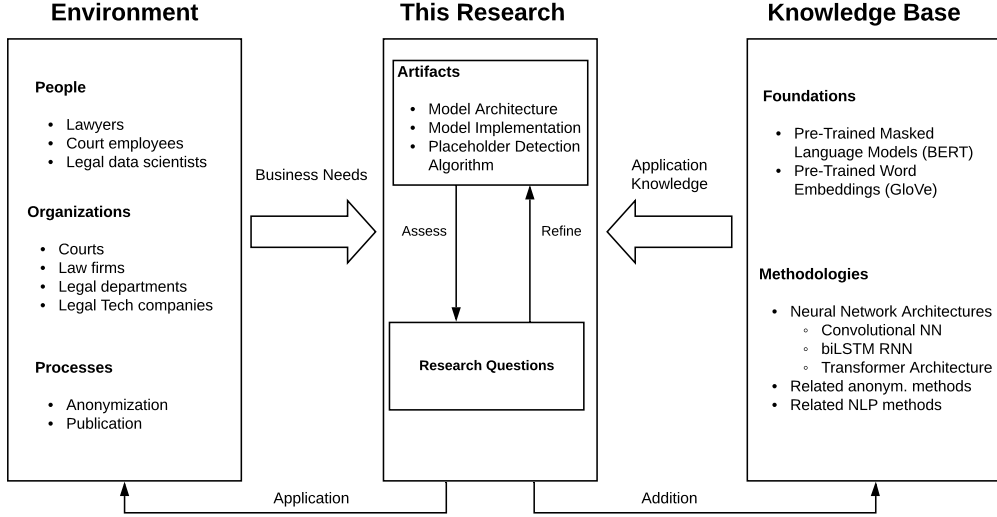 Environment
This Research
Knowledge Base
People
• Lawyers
• Court employees
• Legal data scientists
Organizations
• Courts
• Law firms
• Legal departments
• Legal Tech companies
Processes
• Anonymization
• Publication
Business Needs
Artifacts
• Model Architecture
• Model Implementation
• Placeholder Detection
Algorithm
Assess
Refine
Research Questions
Application
Knowledge
Foundations
• Pre-Trained Masked
Language Models (BERT)
• Pre-Trained Word
Embeddings (GloVe)
Methodologies
• Neural Network Architectures
◦ Convolutional NN
◦ biLSTM RNN
◦ Transformer Architecture
• Related anonym. methods
• Related NLP methods
Application
Addition